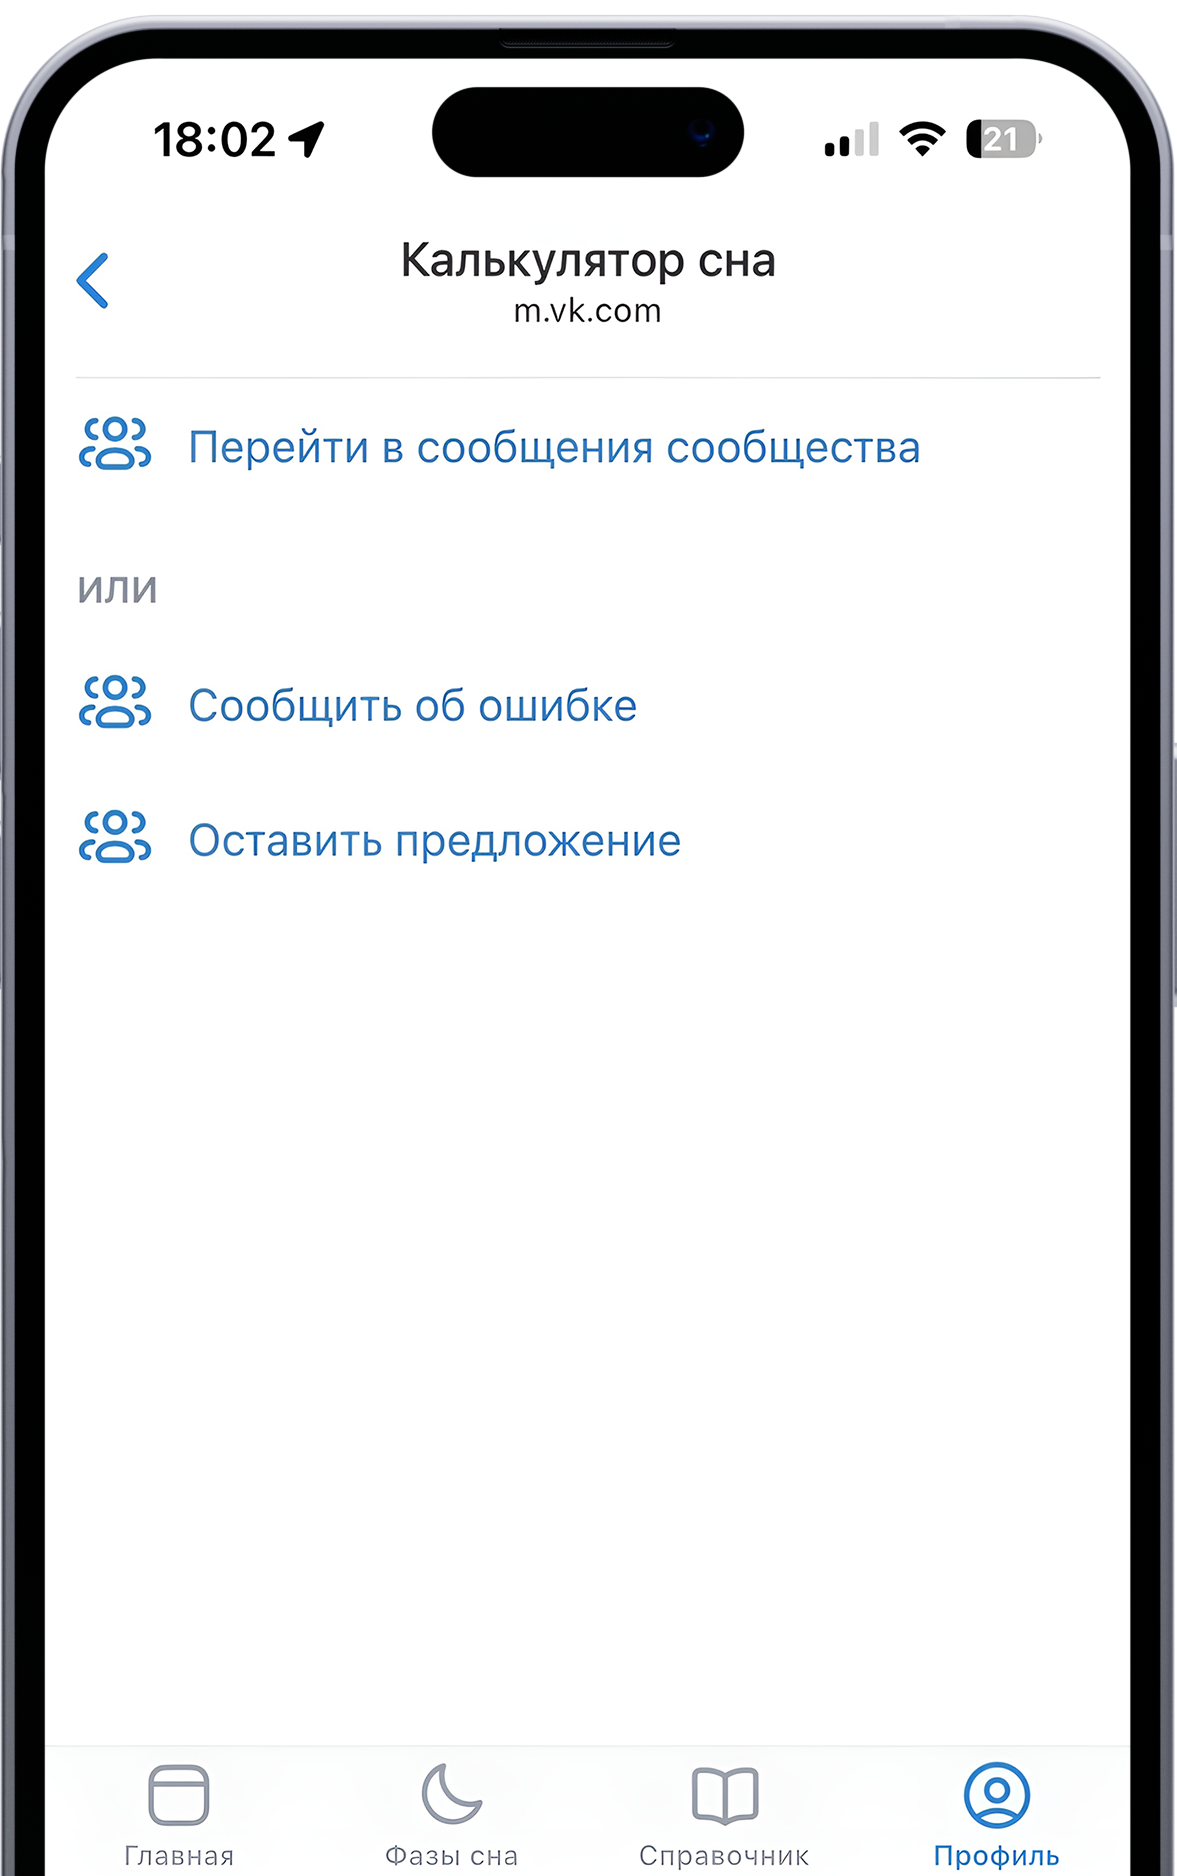 18:02
21
Калькулятор сна
m.vk.com
Перейти в сообщения сообщества
или
Сообщить об ошибке
Оставить предложение
Главная
Фазы сна
Справочник
Профиль